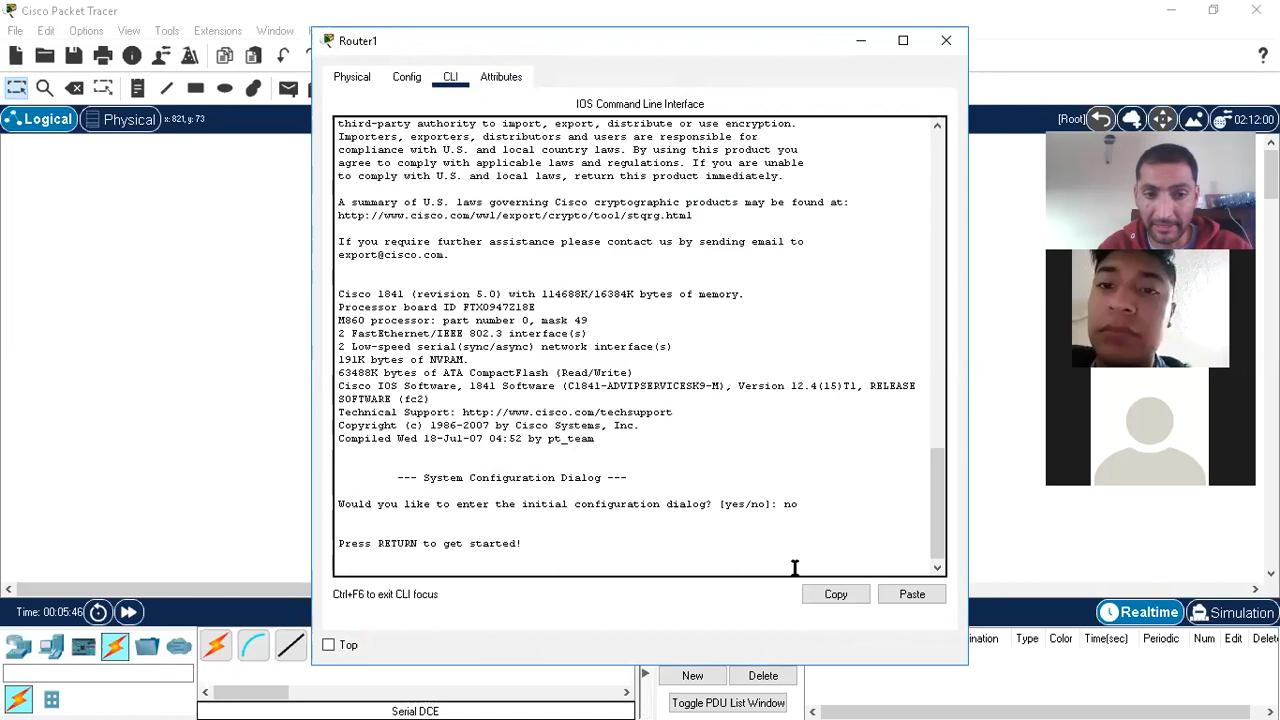 Cisco Packet Tracer
File Edit Options View Tools Extensions Window
Router1
Physical Config CLI Attributes
IOS Command Line Interface
Logical Physical x: 821, y: 73
[Root] 02:12:00
third-party authority to import, export, distribute or use encryption.
Importers, exporters, distributors and users are responsible for
compliance with U.S. and local country laws. By using this product you
agree to comply with applicable laws and regulations. If you are unable
to comply with U.S. and local laws, return this product immediately.
A summary of U.S. laws governing Cisco cryptographic products may be found at:
http://www.cisco.com/wwl/export/crypto/tool/stqrg.html
If you require further assistance please contact us by sending email to
export@cisco.com.
Cisco 1841 (revision 5.0) with 114688K/16384K bytes of memory.
Processor board ID FTX0947Z18E
M860 processor: part number 0, mask 49
2 FastEthernet/IEEE 802.3 interface(s)
2 Low-speed serial(sync/async) network interface(s)
191K bytes of NVRAM.
63488K bytes of ATA CompactFlash (Read/Write)
Cisco IOS Software, 1841 Software (C1841-ADVIPSERVICESK9-M), Version 12.4(15)T1, RELEASE
SOFTWARE (fc2)
Technical Support: http://www.cisco.com/techsupport
Copyright (c) 1986-2007 by Cisco Systems, Inc.
Compiled Wed 18-Jul-07 04:52 by pt_team
--- System Configuration Dialog ---
Would you like to enter the initial configuration dialog? [yes/no]: no
Press RETURN to get started!
Ctrl+F6 to exit CLI focus
Copy Paste
Top
Time: 00:05:46
Realtime Simulation
ination Type Color Time(sec) Periodic Num Edit Delete
New Delete
Toggle PDU List Window
Serial DCE